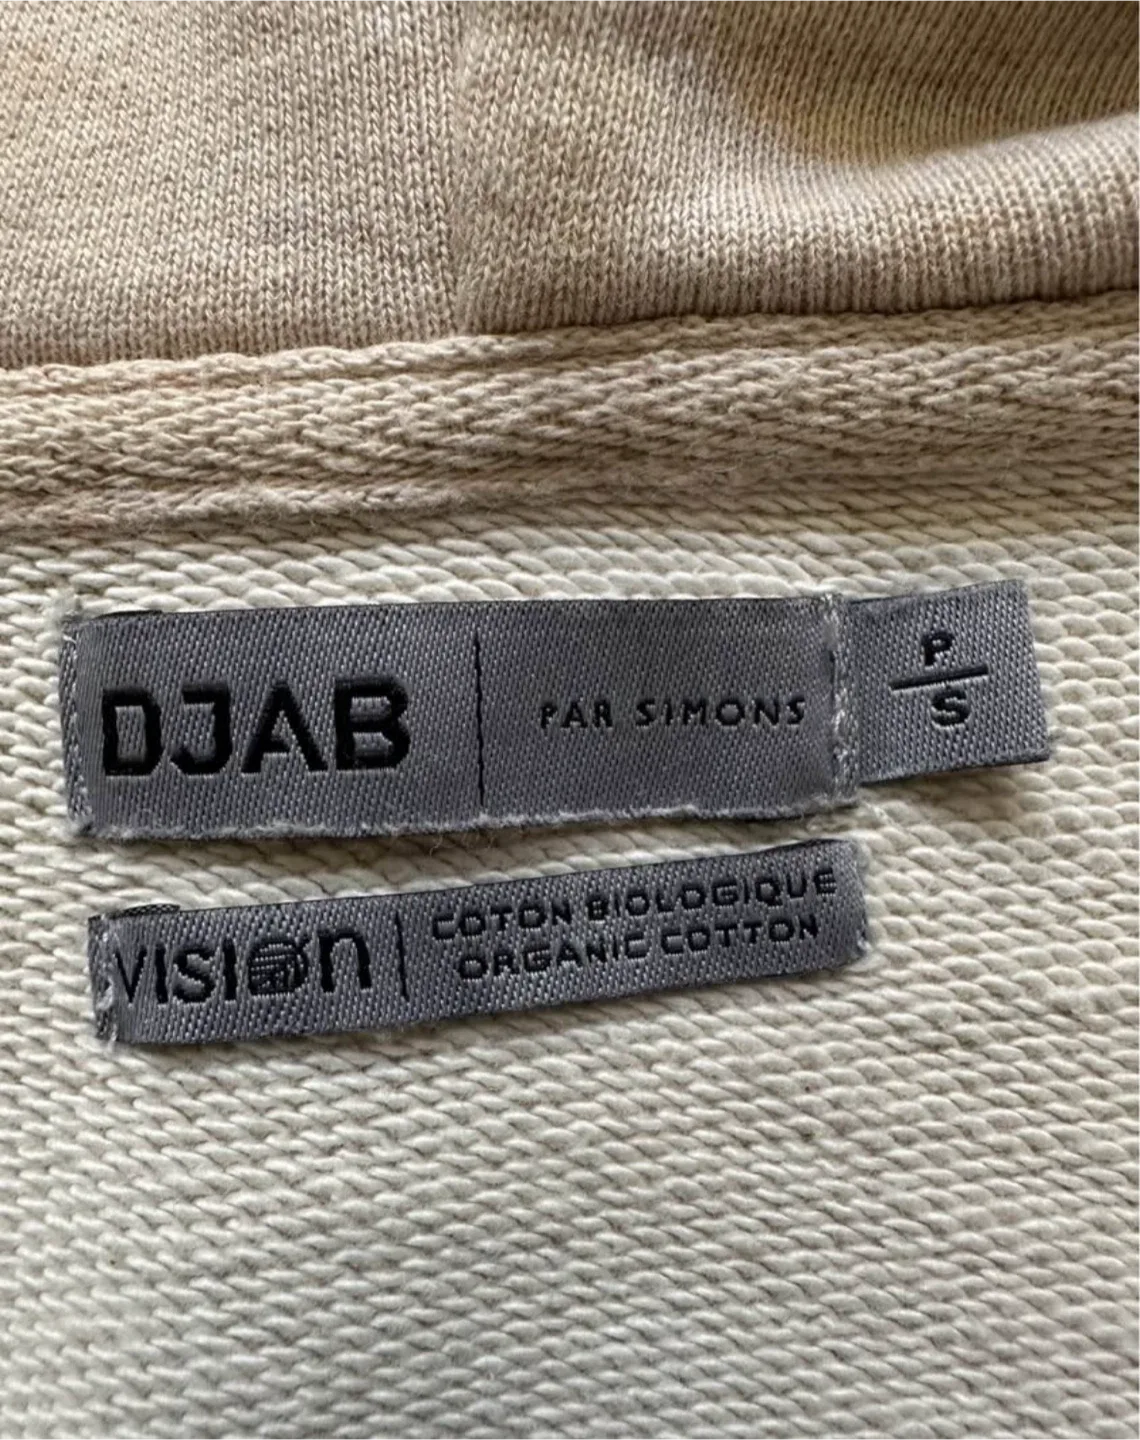 DJAB | PAR SIMONS
P
S
VISION | COTON BIOLOGIQUE
ORGANIC COTTON